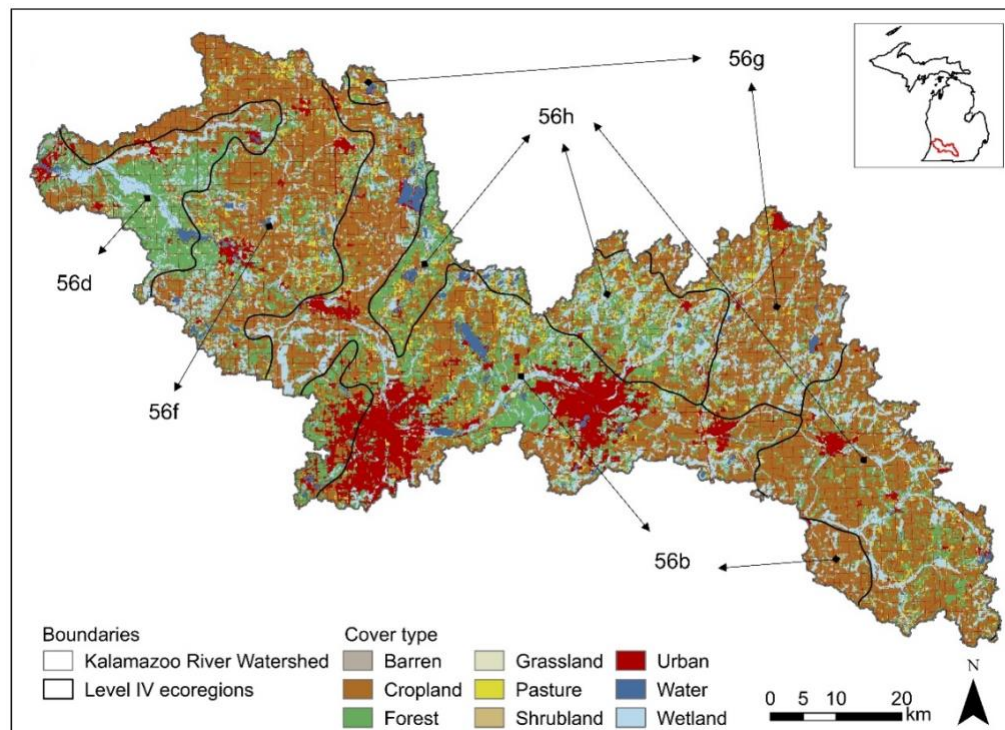 56g
56h
56d
56f
56b
Boundaries
Kalamazoo River Watershed
Level IV ecoregions
Cover type
Barren
Cropland
Forest
Grassland
Pasture
Shrubland
Urban
Water
Wetland
0 5 10 20
km
N